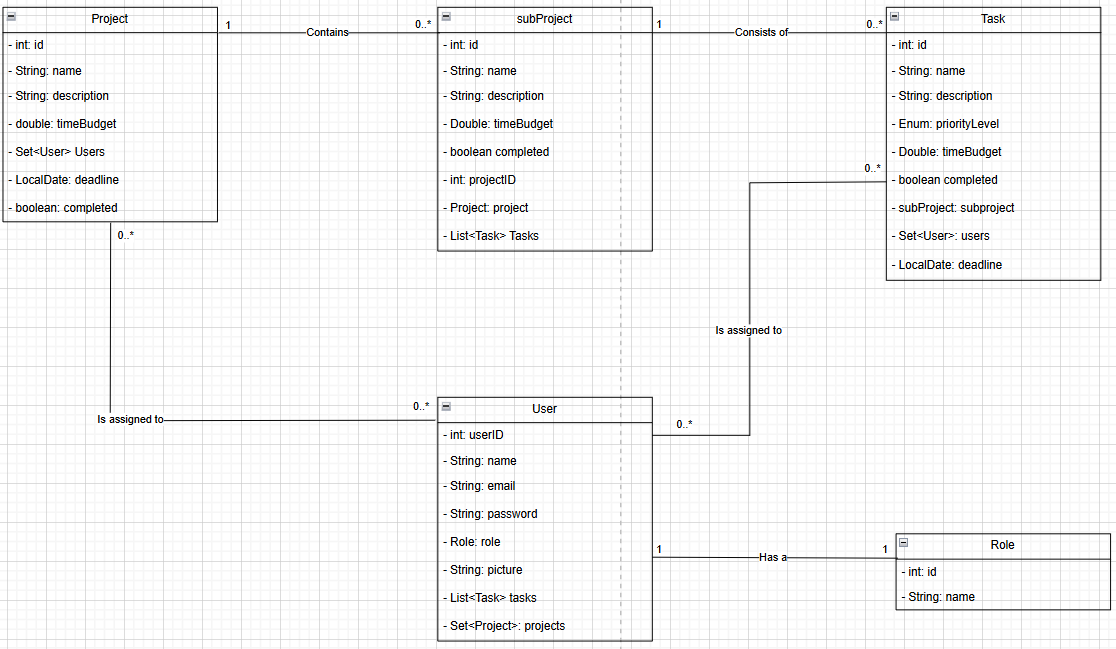 Project
- int: id
- String: name
- String: description
- double: timeBudget
- Set<User> Users
- LocalDate: deadline
- boolean: completed
1
Contains
0..*
subProject
- int: id
- String: name
- String: description
- Double: timeBudget
- boolean completed
- int: projectID
- Project: project
- List<Task> Tasks
1
Consists of
0..*
Task
- int: id
- String: name
- String: description
- Enum: priorityLevel
- Double: timeBudget
- boolean completed
- subProject: subproject
- Set<User>: users
- LocalDate: deadline
0..*
Is assigned to
0..*
0..*
Is assigned to
0..*
User
- int: userID
- String: name
- String: email
- String: password
- Role: role
- String: picture
- List<Task> tasks
- Set<Project>: projects
1
Has a
1
Role
- int: id
- String: name